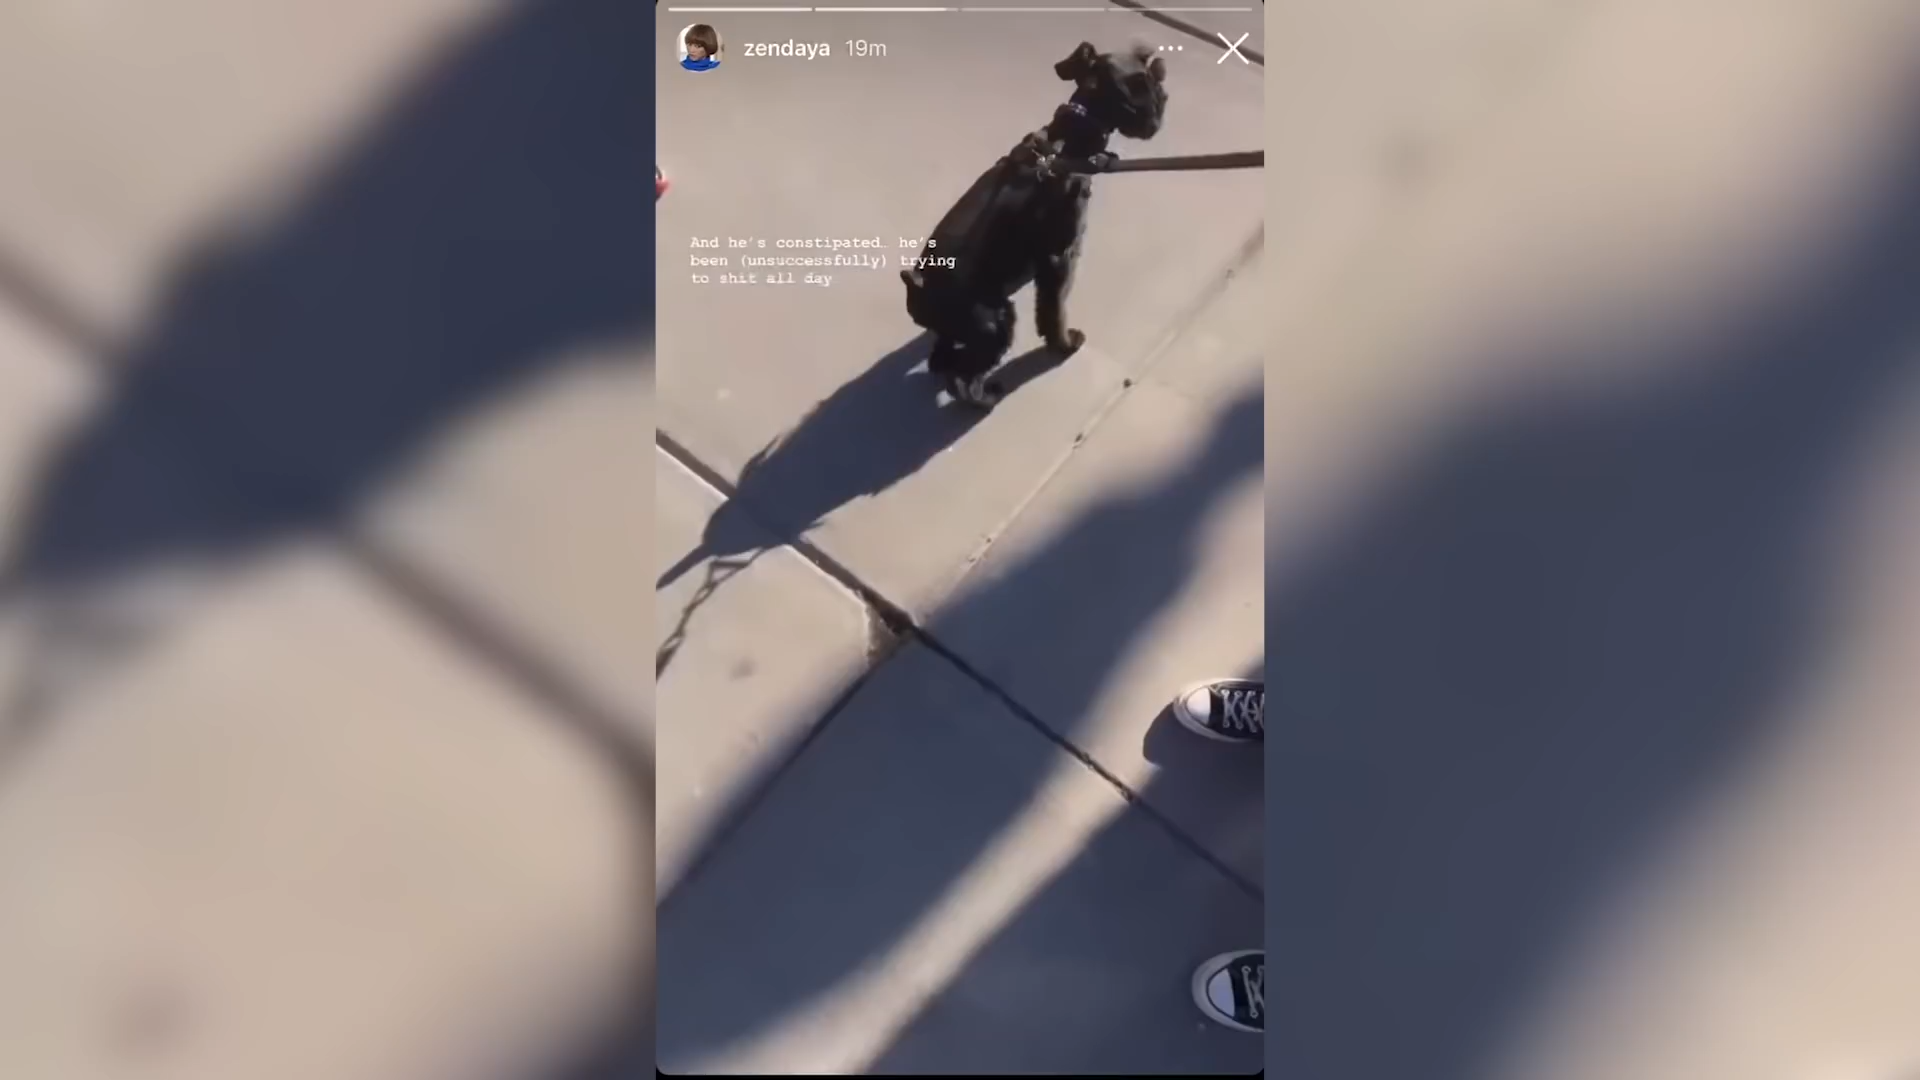 zendaya 19m
And he's constipated… he's
been (unsuccessfully) trying
to shit all day